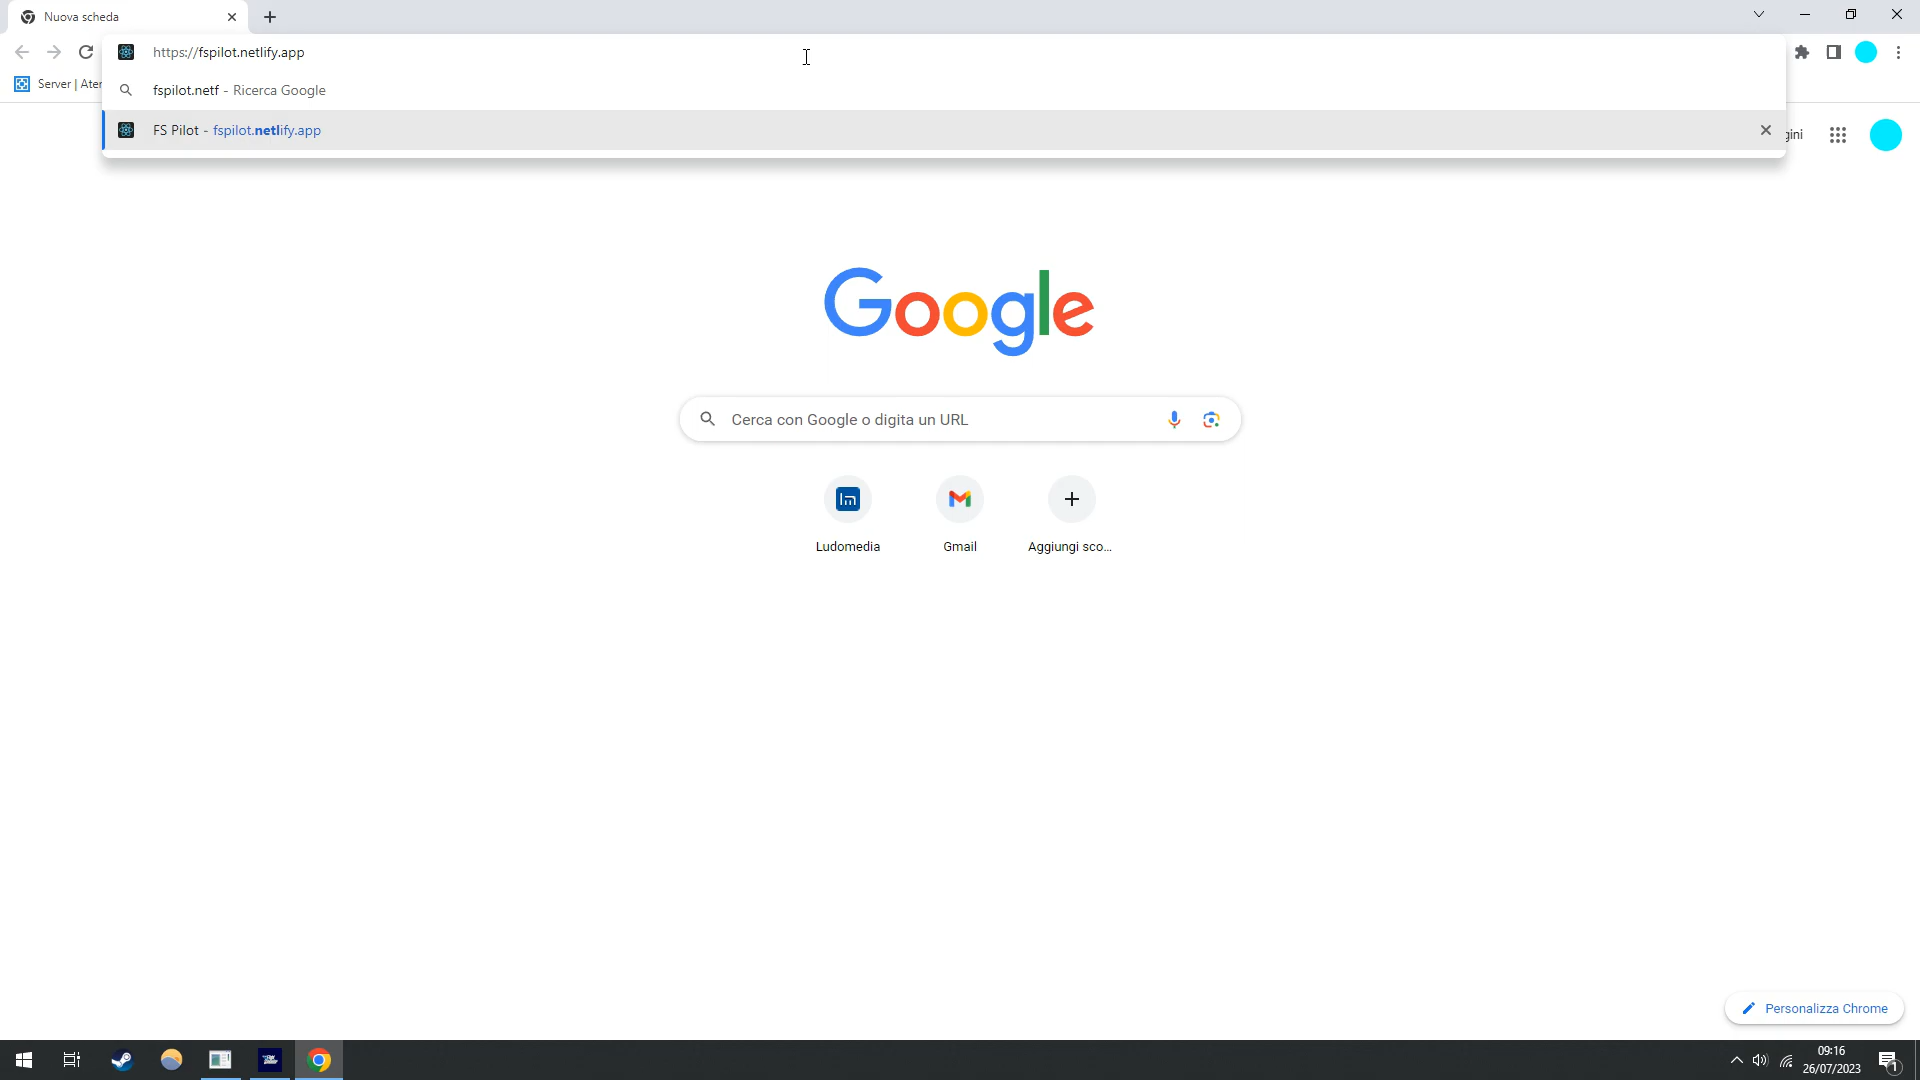 Nuova scheda
https://fspilot.netlify.app
fspilot.netf - Ricerca Google
FS Pilot - fspilot.netlify.app
Server | Ater
gini
Google
Cerca con Google o digita un URL
Ludomedia
Gmail
Aggiungi sco...
Personalizza Chrome
09:16
26/07/2023
1